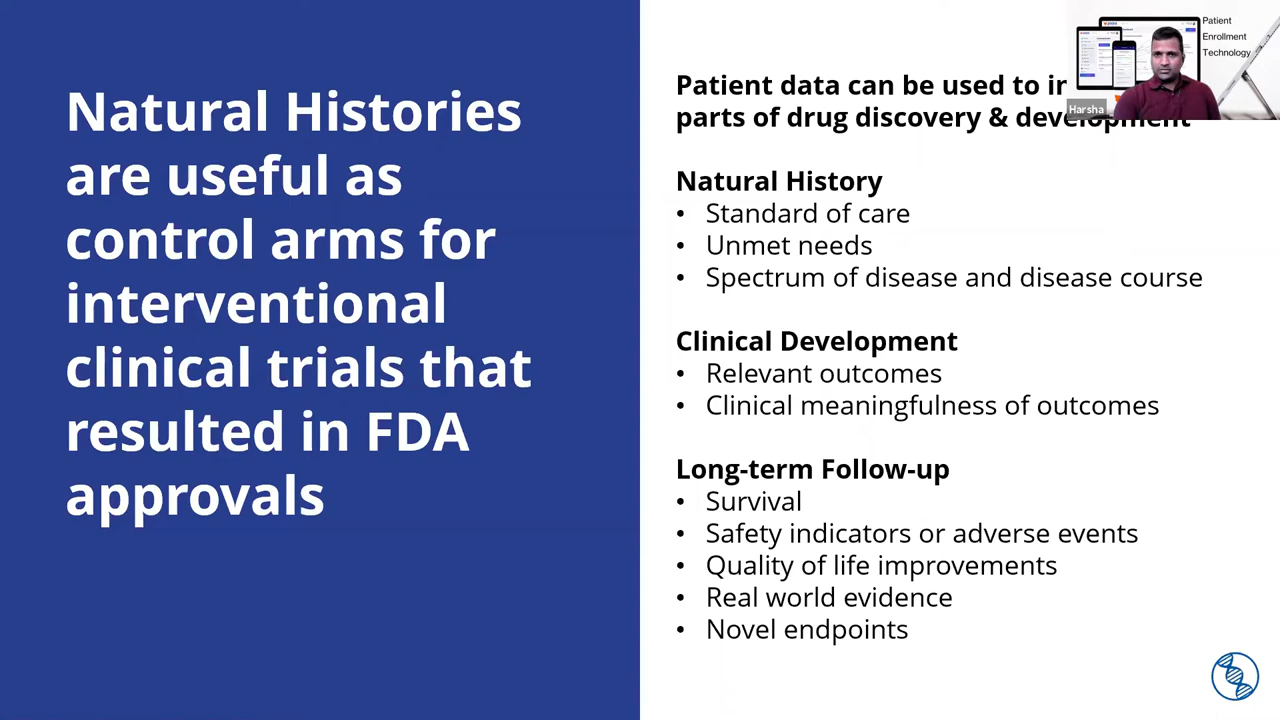 Natural Histories
are useful as
control arms for
interventional
clinical trials that
resulted in FDA
approvals
Patient data can be used to
parts of drug discovery & development
Natural History
• Standard of care
• Unmet needs
• Spectrum of disease and disease course
Clinical Development
• Relevant outcomes
• Clinical meaningfulness of outcomes
Long-term Follow-up
• Survival
• Safety indicators or adverse events
• Quality of life improvements
• Real world evidence
• Novel endpoints
Patient
Enrollment
Technology
Harsha